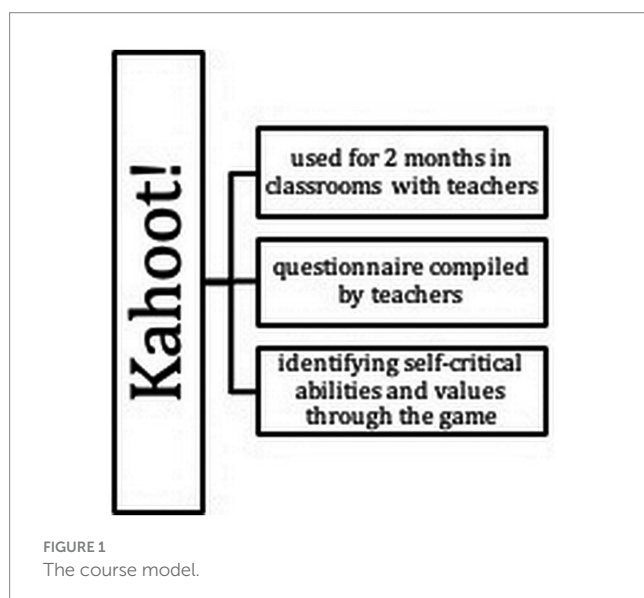 Kahoot!
used for 2 months in
classrooms with teachers
questionnaire compiled
by teachers
identifying self-critical
abilities and values
through the game
FIGURE 1
The course model.